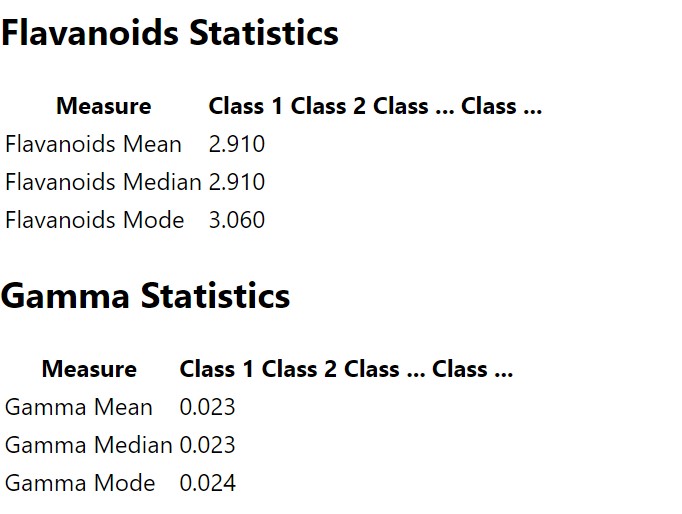 Flavanoids Statistics
Measure Class 1 Class 2 Class ... Class ...
Flavanoids Mean 2.910
Flavanoids Median 2.910
Flavanoids Mode 3.060
Gamma Statistics
Measure Class 1 Class 2 Class ... Class ...
Gamma Mean 0.023
Gamma Median 0.023
Gamma Mode 0.024